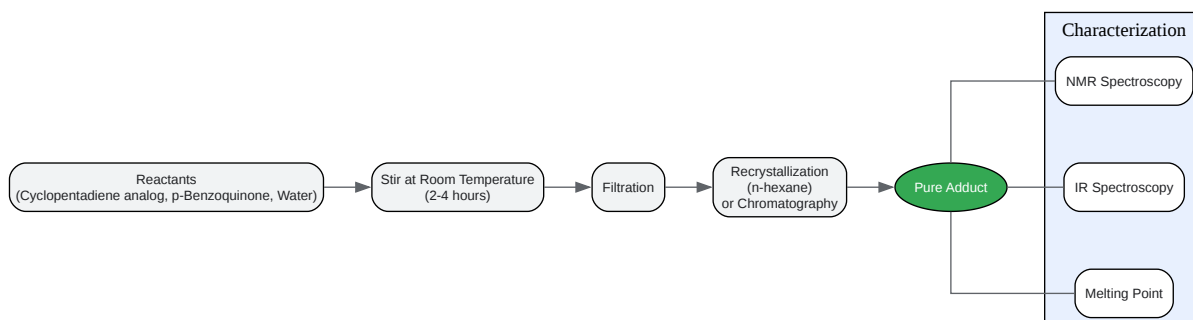 Reactants
(Cyclopentadiene analog, p-Benzoquinone, Water)
Stir at Room Temperature
(2-4 hours)
Filtration
Recrystallization
(n-hexane)
or Chromatography
Pure Adduct
Characterization
NMR Spectroscopy
IR Spectroscopy
Melting Point